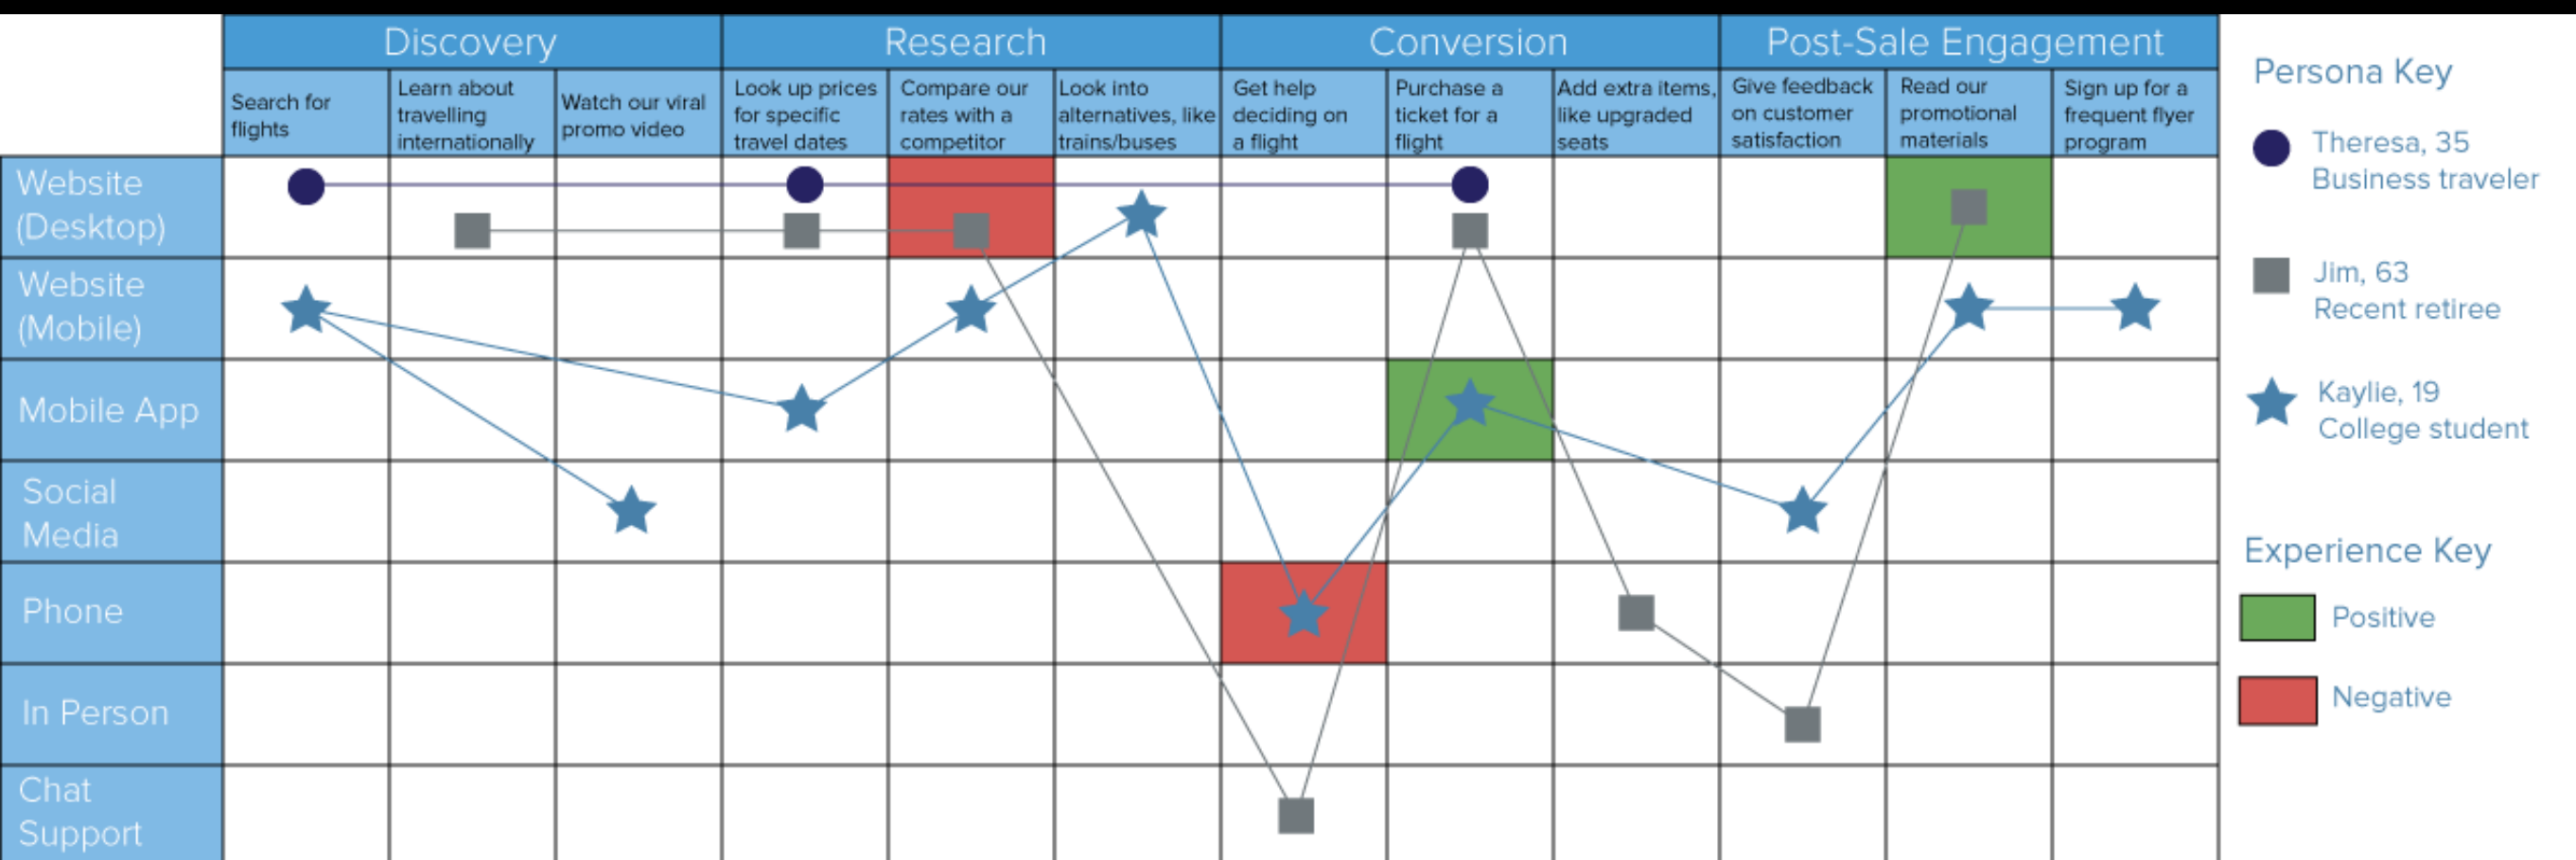 Discovery
Research
Conversion
Post-Sale Engagement
Search for
flights
Learn about
travelling
internationally
Watch our viral
promo video
Look up prices
for specific
travel dates
Compare our
rates with a
competitor
Look into
alternatives, like
trains/buses
Get help
deciding on
a flight
Purchase a
ticket for a
flight
Add extra items,
like upgraded
seats
Give feedback
on customer
satisfaction
Read our
promotional
materials
Sign up for a
frequent flyer
program
Website
(Desktop)
Website
(Mobile)
Mobile App
Social
Media
Phone
In Person
Chat
Support
Persona Key
Theresa, 35
Business traveler
Jim, 63
Recent retiree
Kaylie, 19
College student
Experience Key
Positive
Negative